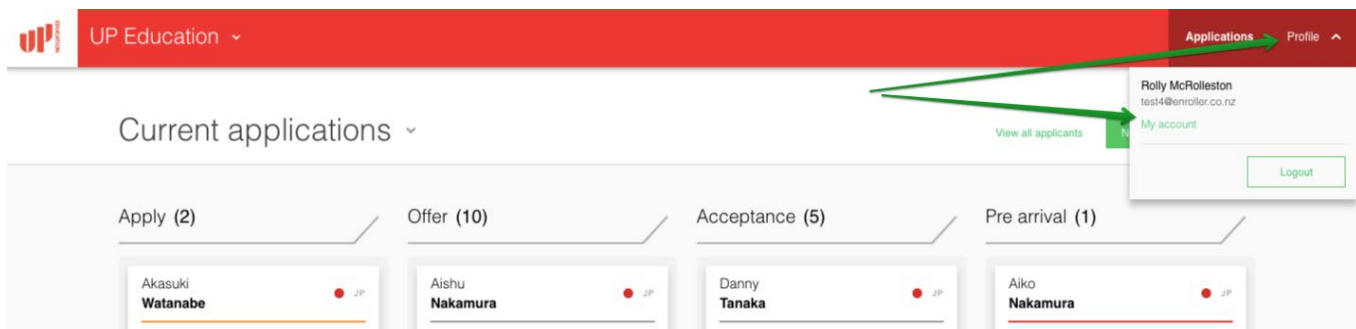 UP EDUCATION
UP Education
Applications
Profile
Rolly McRolleston
test4@enroller.co.nz
My account
Logout
Current applications
View all applicants
N
Apply (2)
Offer (10)
Acceptance (5)
Pre arrival (1)
Akasuki
Watanabe
JP
Aishu
Nakamura
JP
Danny
Tanaka
JP
Aiko
Nakamura
JP